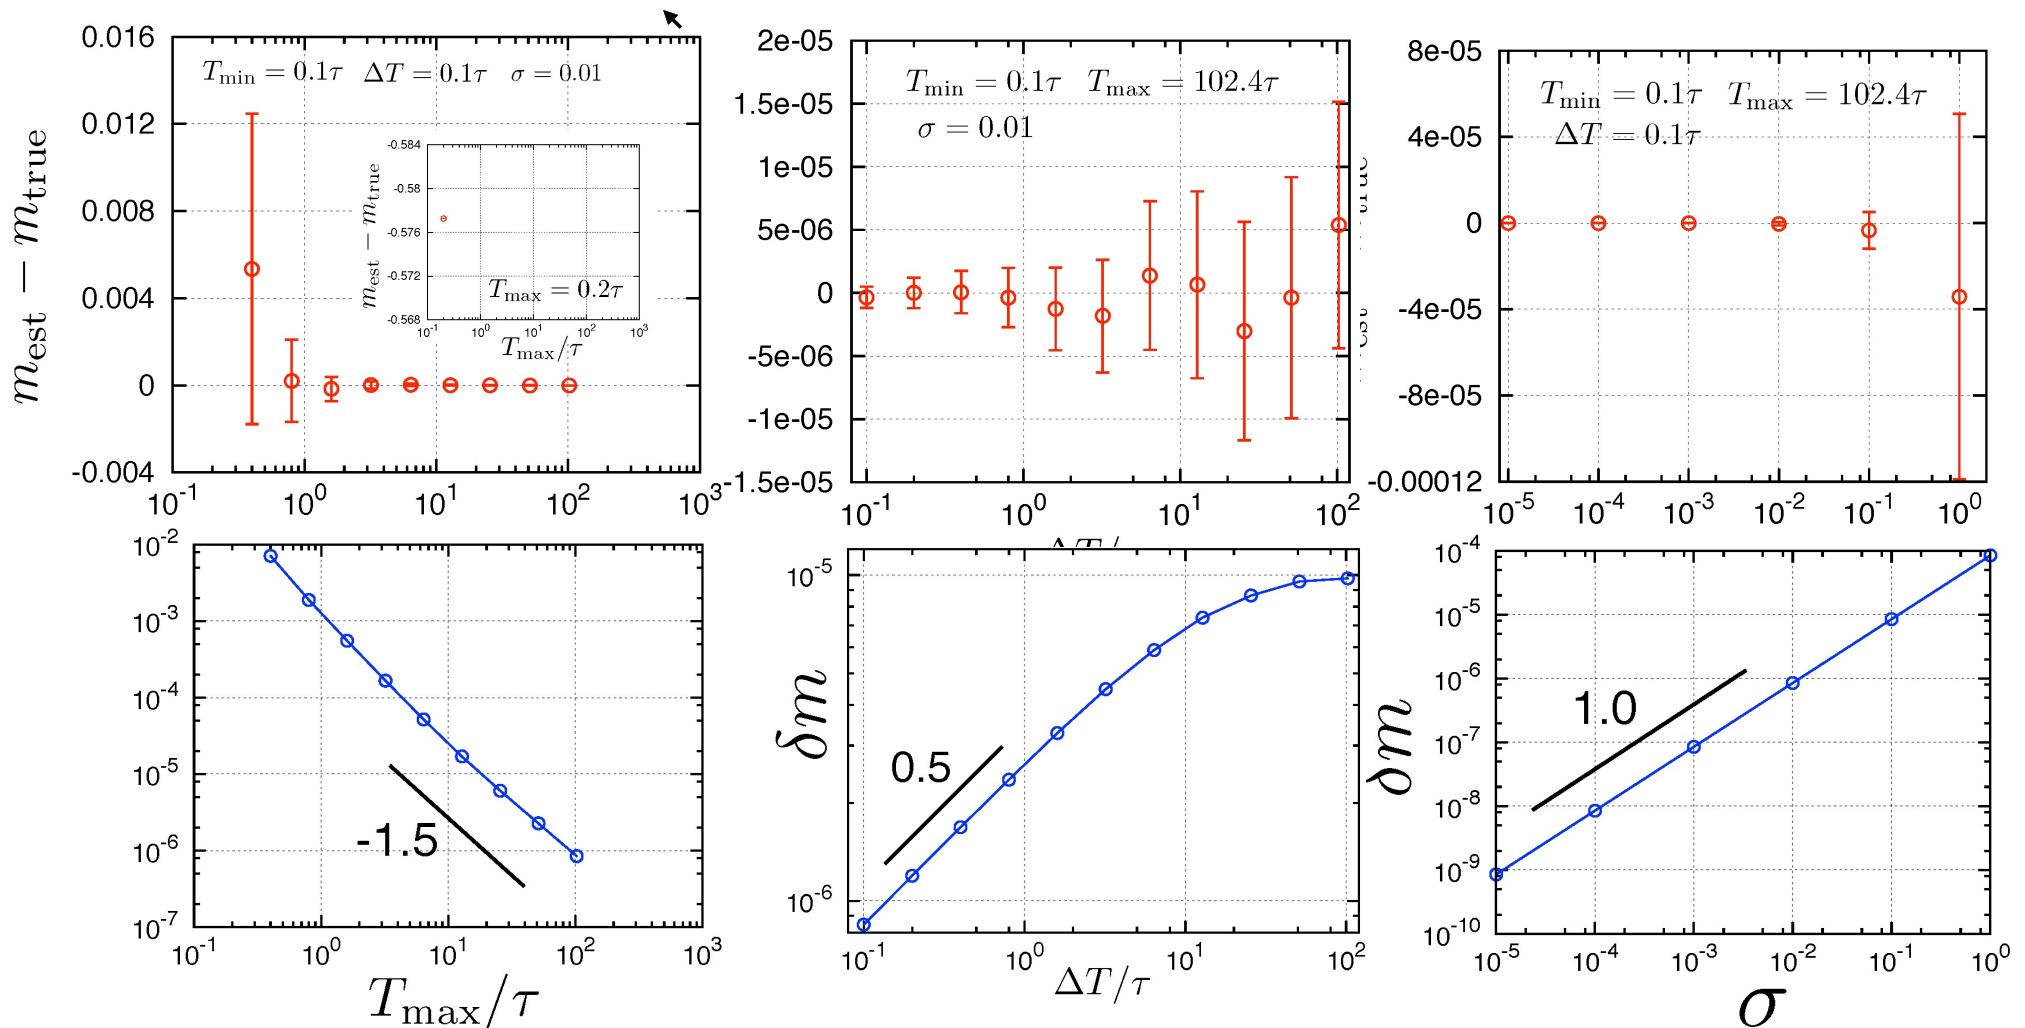 0.016
0.012
0.008
0.004
0
-0.004
m_est − m_true
T_min = 0.1τ ΔT = 0.1τ σ = 0.01
-0.584
-0.58
-0.576
-0.572
-0.568
m_est − m_true
T_max = 0.2τ
10^-1 10^0 10^1 10^2 10^3
T_max/τ
10^-1 10^0 10^1 10^2 10^3
2e-05
1.5e-05
1e-05
5e-06
0
-5e-06
-1e-05
-1.5e-05
T_min = 0.1τ T_max = 102.4τ
σ = 0.01
10^-1 10^0 10^1 10^2
8e-05
4e-05
0
-4e-05
-8e-05
-0.00012
T_min = 0.1τ T_max = 102.4τ
ΔT = 0.1τ
10^-5 10^-4 10^-3 10^-2 10^-1 10^0
10^-2
10^-3
10^-4
10^-5
10^-6
10^-7
-1.5
10^-1 10^0 10^1 10^2 10^3
T_max/τ
10^-5
10^-6
δm
0.5
10^-1 10^0 10^1 10^2
ΔT/τ
10^-4
10^-5
10^-6
10^-7
10^-8
10^-9
10^-10
δm
1.0
10^-5 10^-4 10^-3 10^-2 10^-1 10^0
σ